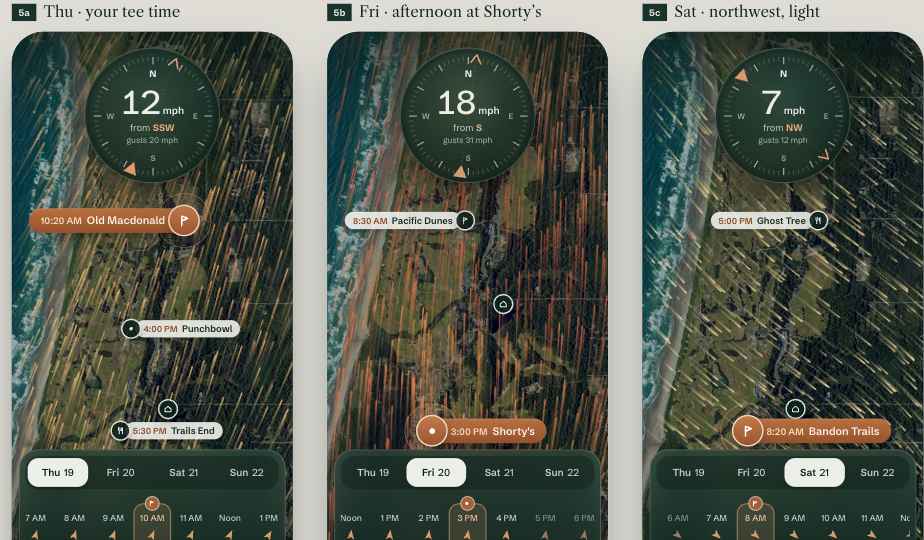 5a Thu · your tee time
N
W E
S
12 mph
from SSW
gusts 20 mph
10:20 AM Old Macdonald
4:00 PM Punchbowl
5:30 PM Trails End
Thu 19 Fri 20 Sat 21 Sun 22
7 AM 8 AM 9 AM 10 AM 11 AM Noon 1 PM
5b Fri · afternoon at Shorty's
N
W E
S
18 mph
from S
gusts 31 mph
8:30 AM Pacific Dunes
3:00 PM Shorty's
Thu 19 Fri 20 Sat 21 Sun 22
Noon 1 PM 2 PM 3 PM 4 PM 5 PM 6 PM
5c Sat · northwest, light
N
W E
S
7 mph
from NW
gusts 12 mph
5:00 PM Ghost Tree
8:20 AM Bandon Trails
Thu 19 Fri 20 Sat 21 Sun 22
6 AM 7 AM 8 AM 9 AM 10 AM 11 AM